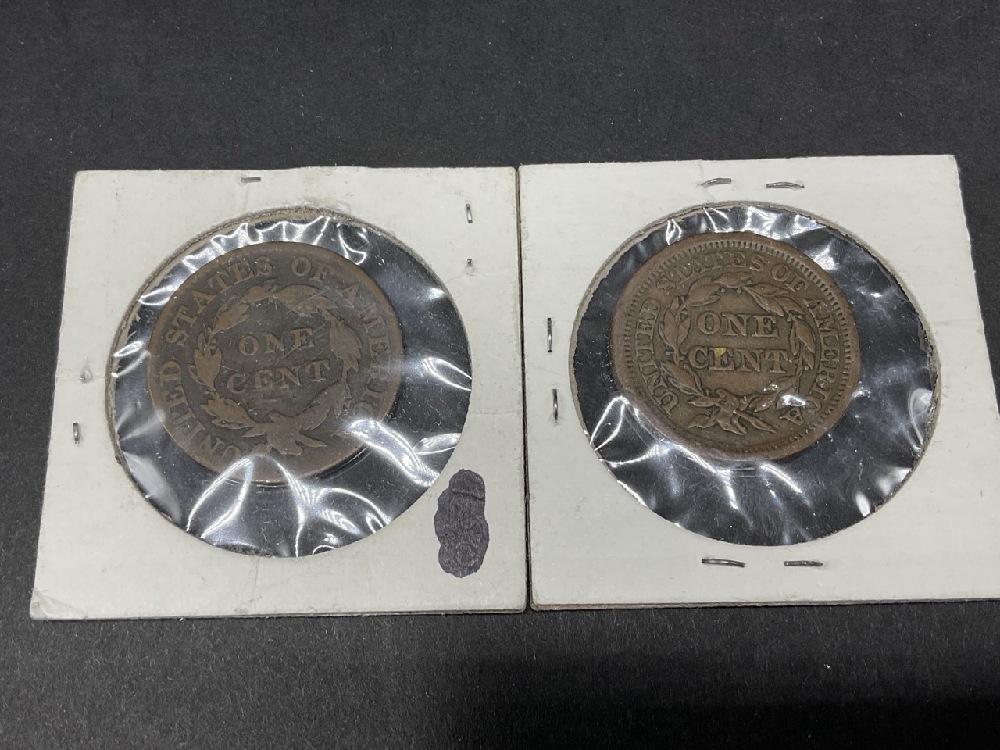 UNITED STATES OF AMERICA
ONE
CENT
UNITED STATES OF AMERICA
ONE
CENT